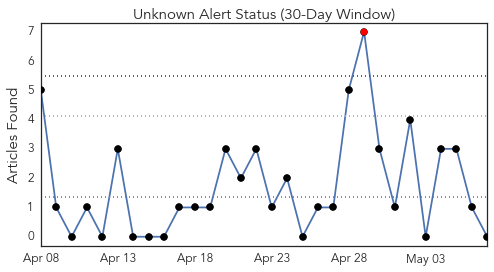 Unknown Alert Status (30-Day Window)
Articles Found
7
6
5
4
3
2
1
0
Apr 08
Apr 13
Apr 18
Apr 23
Apr 28
May 03